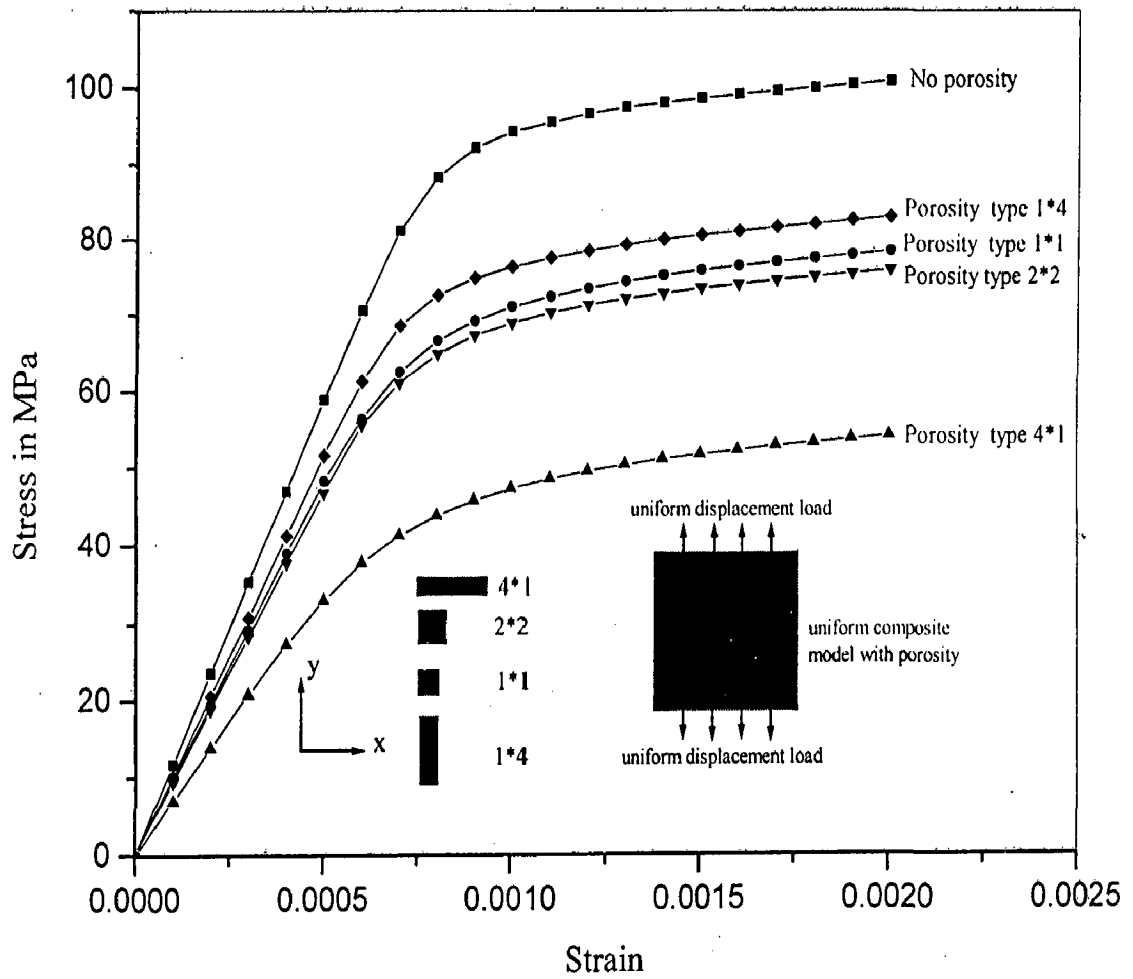 100
80
60
40
20
0
Stress in MPa
0.0000
0.0005
0.0010
0.0015
0.0020
0.0025
Strain
No porosity
Porosity type 1*4
Porosity type 1*1
Porosity type 2*2
Porosity type 4*1
4*1
2*2
1*1
1*4
y
x
uniform displacement load
uniform composite
model with porosity
uniform displacement load